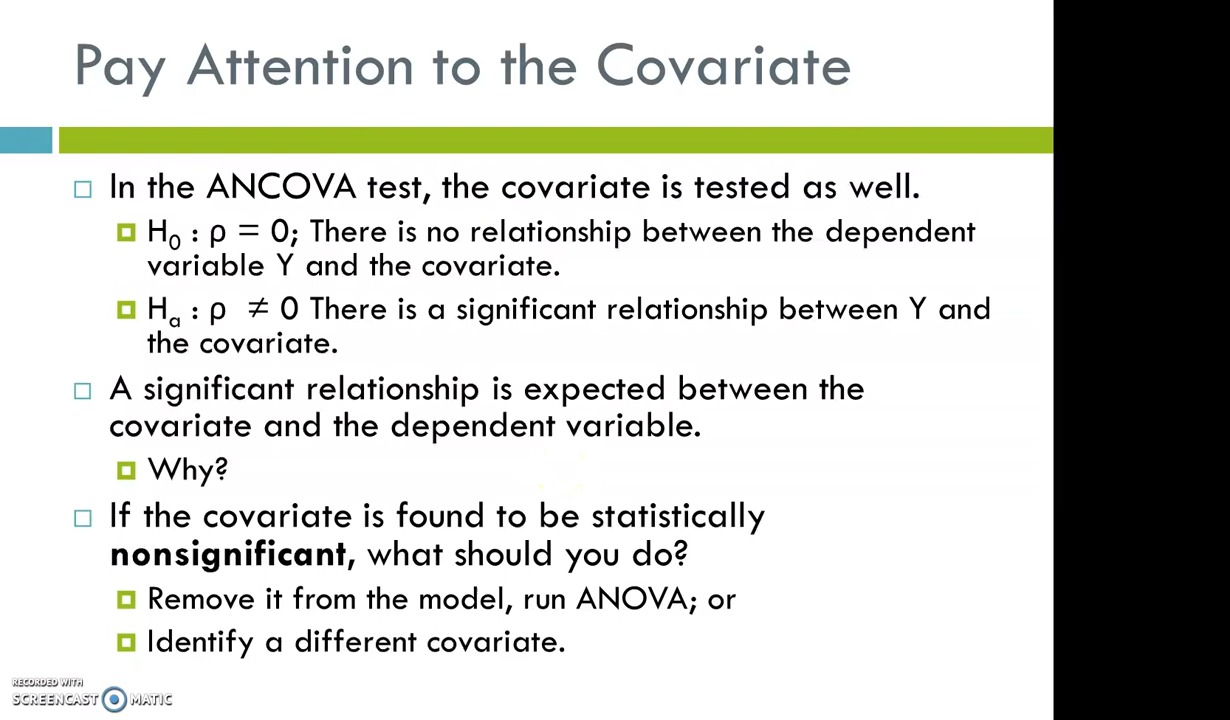 Pay Attention to the Covariate
In the ANCOVA test, the covariate is tested as well.
H0 : ρ = 0; There is no relationship between the dependent
variable Y and the covariate.
Ha : ρ ≠ 0 There is a significant relationship between Y and
the covariate.
A significant relationship is expected between the
covariate and the dependent variable.
Why?
If the covariate is found to be statistically
nonsignificant, what should you do?
Remove it from the model, run ANOVA; or
Identify a different covariate.
RECORDED WITH
SCREENCAST MATIC